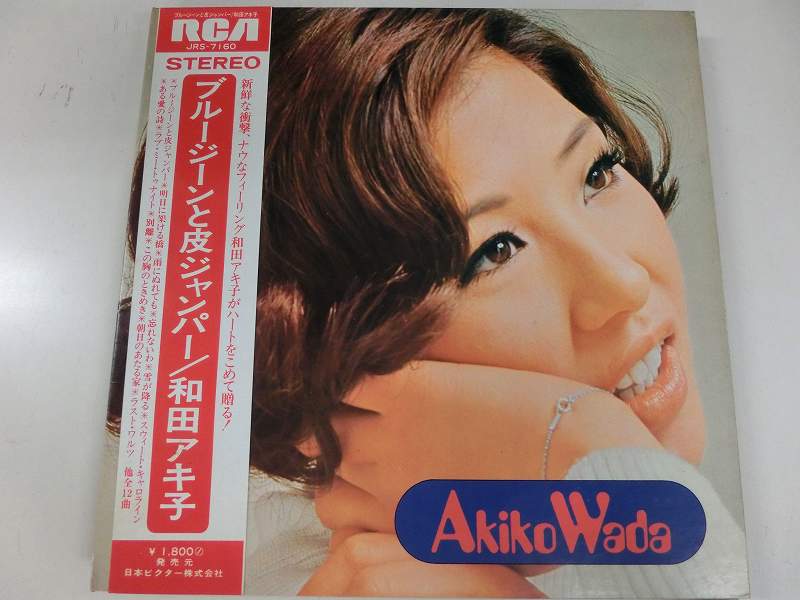 ブルージーンと皮ジャンパー/和田アキ子
RCA
JRS-7160
STEREO
新鮮な衝撃、ナウなフィーリング 和田アキ子がハートをこめて贈る!
ブルージーンと皮ジャンパー/和田アキ子
*ブルージーンと皮ジャンパー*明日に架ける橋*雨にぬれても*忘れないわ*雪が降る*スウィート・キャロライン
*ある愛の詩*ラブ・ミー・トゥナイト*別離*この胸のときめき*朝日のあたる家*ラスト・ワルツ 他全12曲
¥1,800
発売元
日本ビクター株式会社
Akiko Wada